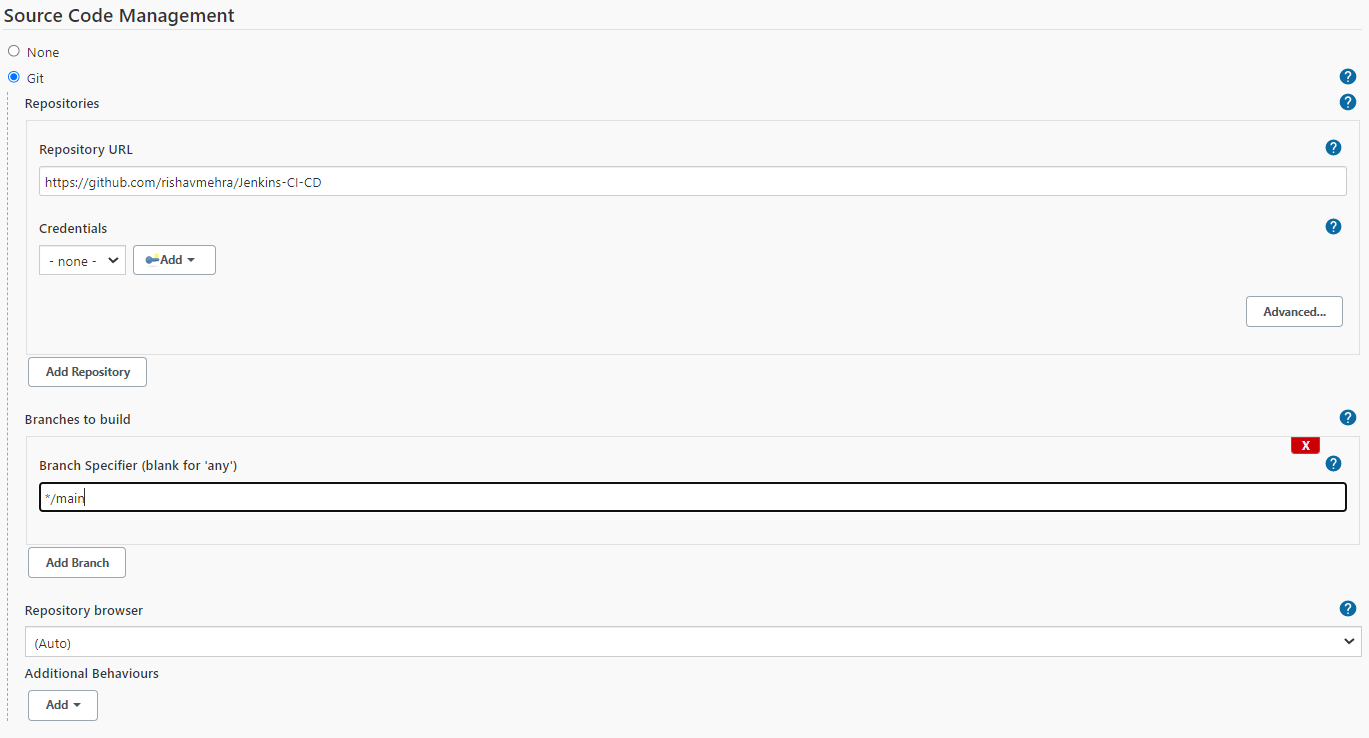 Source Code Management
None
Git
?
Repositories
?
Repository URL
?
https://github.com/rishavmehra/Jenkins-CI-CD
Credentials
?
- none -
Add
Advanced...
Add Repository
Branches to build
?
X
Branch Specifier (blank for 'any')
?
*/main
Add Branch
Repository browser
?
(Auto)
Additional Behaviours
Add